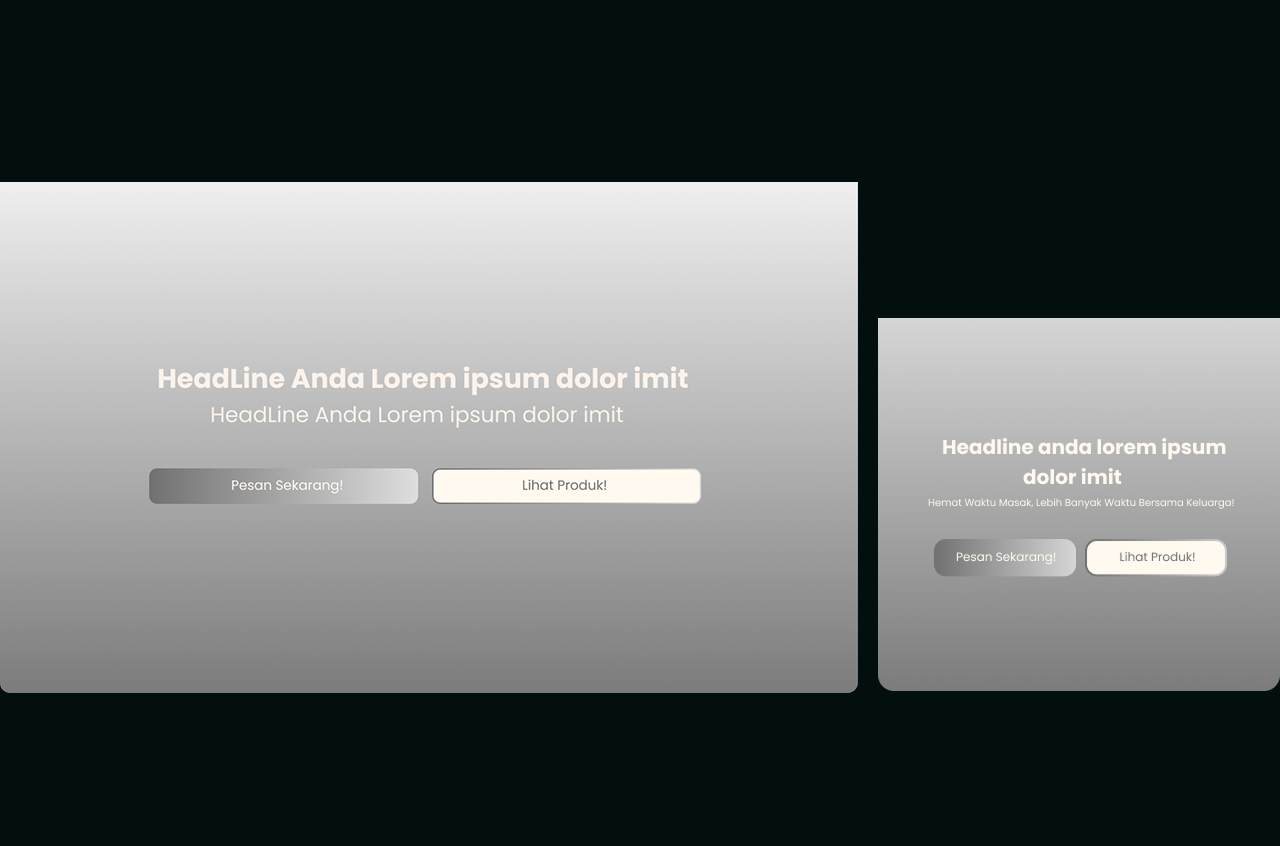 HeadLine Anda Lorem ipsum dolor imit
HeadLine Anda Lorem ipsum dolor imit
Pesan Sekarang!
Lihat Produk!
Headline anda lorem ipsum
dolor imit
Hemat Waktu Masak, Lebih Banyak Waktu Bersama Keluarga!
Pesan Sekarang!
Lihat Produk!